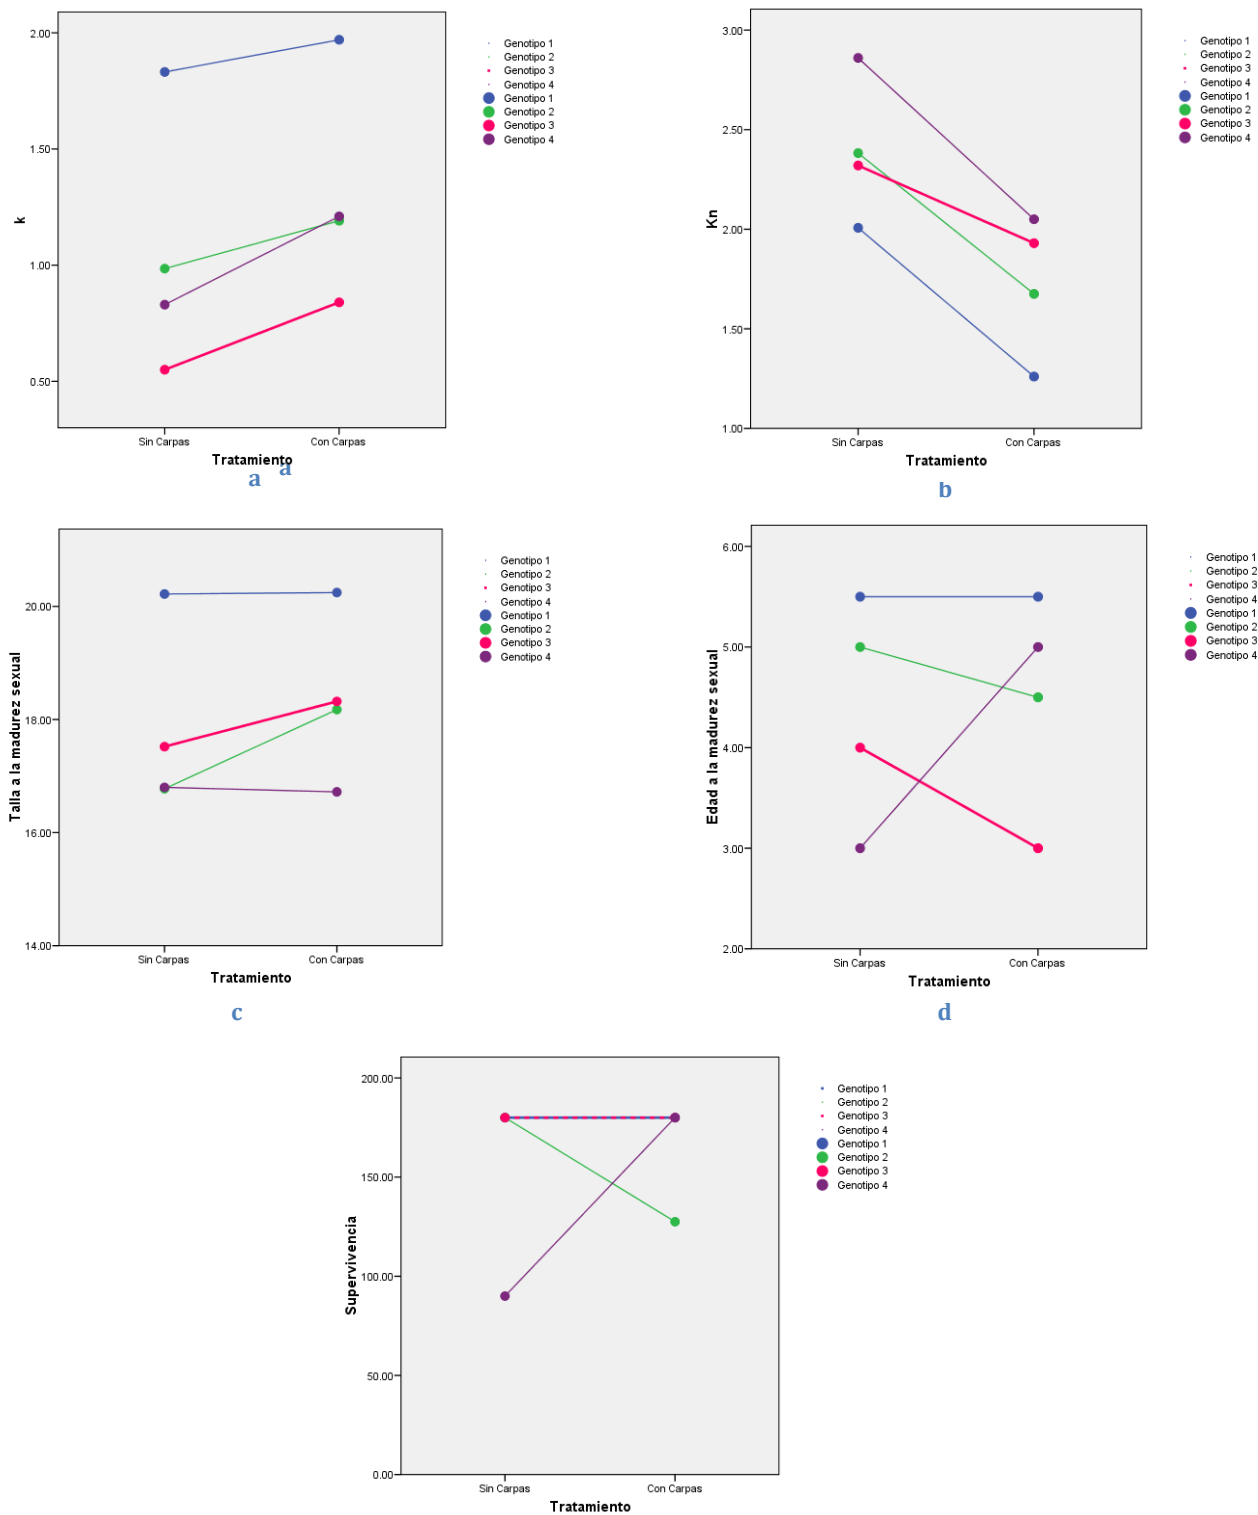 2.00
1.50
1.00
0.50
k
Sin Carpas
Con Carpas
Tratamiento
a
a
Genotipo 1
Genotipo 2
Genotipo 3
Genotipo 4
Genotipo 1
Genotipo 2
Genotipo 3
Genotipo 4
3.00
2.50
2.00
1.50
1.00
Kn
Sin Carpas
Con Carpas
Tratamiento
b
Genotipo 1
Genotipo 2
Genotipo 3
Genotipo 4
Genotipo 1
Genotipo 2
Genotipo 3
Genotipo 4
20.00
18.00
16.00
14.00
Talla a la madurez sexual
Sin Carpas
Con Carpas
Tratamiento
c
Genotipo 1
Genotipo 2
Genotipo 3
Genotipo 4
Genotipo 1
Genotipo 2
Genotipo 3
Genotipo 4
6.00
5.00
4.00
3.00
2.00
Edad a la madurez sexual
Sin Carpas
Con Carpas
Tratamiento
d
Genotipo 1
Genotipo 2
Genotipo 3
Genotipo 4
Genotipo 1
Genotipo 2
Genotipo 3
Genotipo 4
200.00
150.00
100.00
50.00
0.00
Supervivencia
Sin Carpas
Con Carpas
Tratamiento
Genotipo 1
Genotipo 2
Genotipo 3
Genotipo 4
Genotipo 1
Genotipo 2
Genotipo 3
Genotipo 4